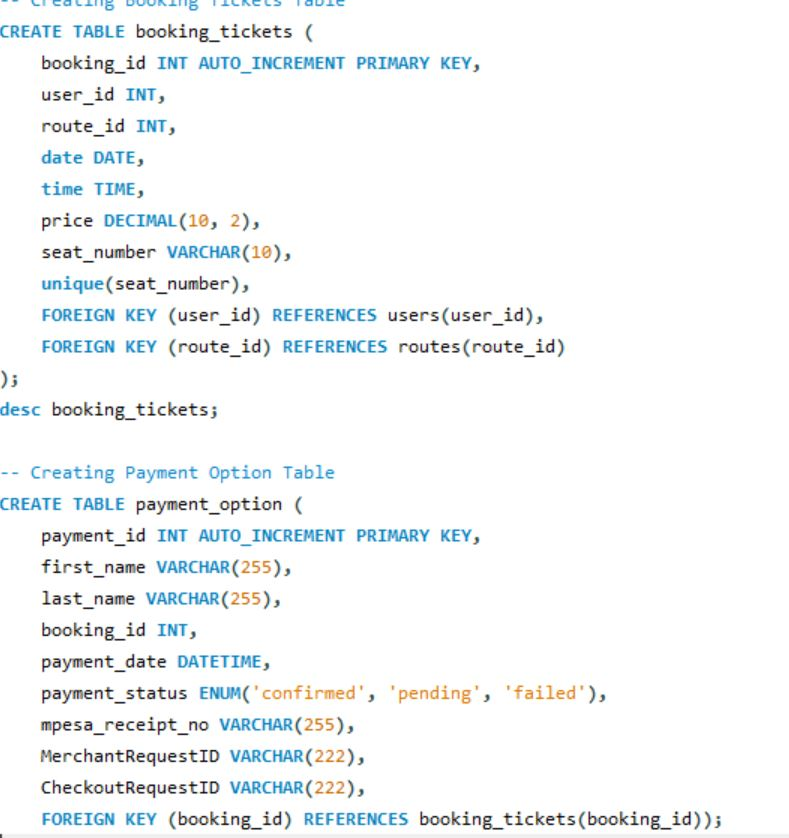 -- Creating Booking Tickets Table
CREATE TABLE booking_tickets (
    booking_id INT AUTO_INCREMENT PRIMARY KEY,
    user_id INT,
    route_id INT,
    date DATE,
    time TIME,
    price DECIMAL(10, 2),
    seat_number VARCHAR(10),
    unique(seat_number),
    FOREIGN KEY (user_id) REFERENCES users(user_id),
    FOREIGN KEY (route_id) REFERENCES routes(route_id)
);
desc booking_tickets;

-- Creating Payment Option Table
CREATE TABLE payment_option (
    payment_id INT AUTO_INCREMENT PRIMARY KEY,
    first_name VARCHAR(255),
    last_name VARCHAR(255),
    booking_id INT,
    payment_date DATETIME,
    payment_status ENUM('confirmed', 'pending', 'failed'),
    mpesa_receipt_no VARCHAR(255),
    MerchantRequestID VARCHAR(222),
    CheckoutRequestID VARCHAR(222),
    FOREIGN KEY (booking_id) REFERENCES booking_tickets(booking_id));